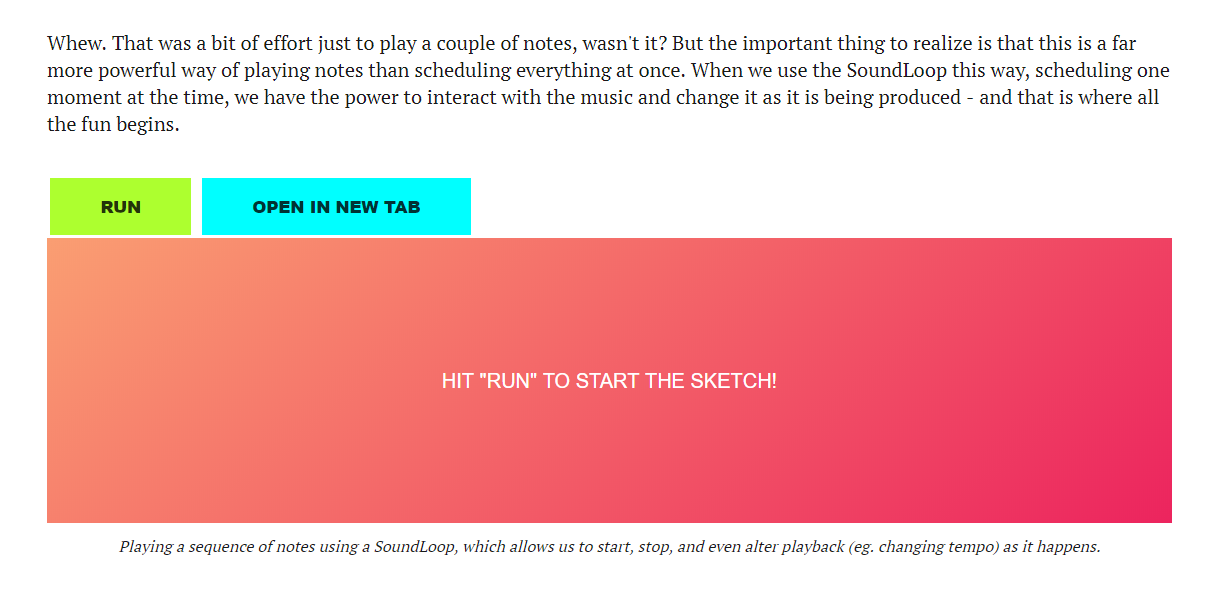 Whew. That was a bit of effort just to play a couple of notes, wasn't it? But the important thing to realize is that this is a far
more powerful way of playing notes than scheduling everything at once. When we use the SoundLoop this way, scheduling one
moment at the time, we have the power to interact with the music and change it as it is being produced - and that is where all
the fun begins.
RUN
OPEN IN NEW TAB
HIT "RUN" TO START THE SKETCH!
Playing a sequence of notes using a SoundLoop, which allows us to start, stop, and even alter playback (eg. changing tempo) as it happens.